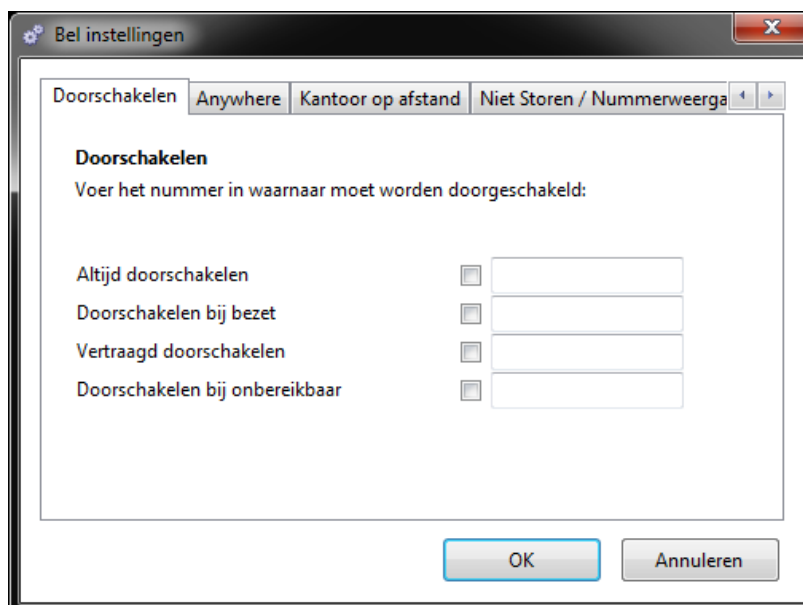 Bel instellingen
Doorschakelen
Anywhere
Kantoor op afstand
Niet Storen / Nummerweerga
Doorschakelen
Voer het nummer in waarnaar moet worden doorgeschakeld:
Altijd doorschakelen
Doorschakelen bij bezet
Vertraagd doorschakelen
Doorschakelen bij onbereikbaar
OK
Annuleren